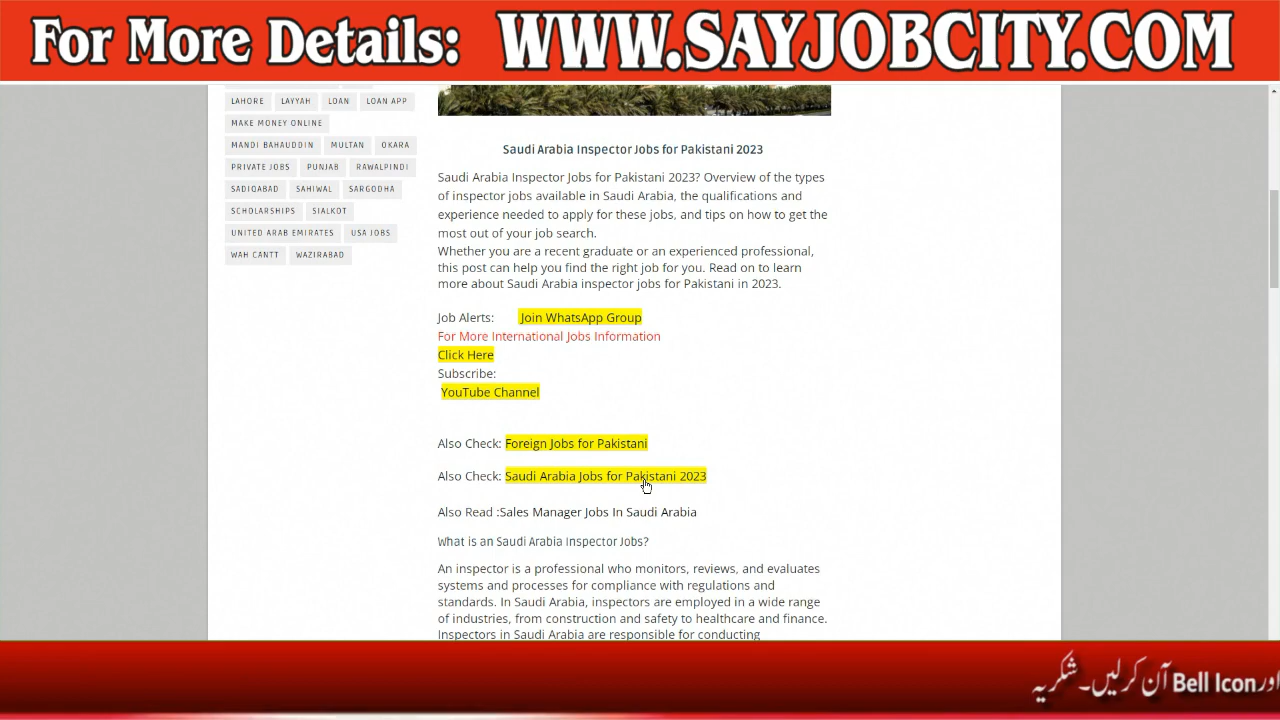 For More Details: WWW.SAYJOBCITY.COM
LAHORE LAYYAH LOAN LOAN APP
MAKE MONEY ONLINE
MANDI BAHAUDDIN MULTAN OKARA
PRIVATE JOBS PUNJAB RAWALPINDI
SADIQABAD SAHIWAL SARGODHA
SCHOLARSHIPS SIALKOT
UNITED ARAB EMIRATES USA JOBS
WAH CANTT WAZIRABAD
Saudi Arabia Inspector Jobs for Pakistani 2023
Saudi Arabia Inspector Jobs for Pakistani 2023? Overview of the types
of inspector jobs available in Saudi Arabia, the qualifications and
experience needed to apply for these jobs, and tips on how to get the
most out of your job search.
Whether you are a recent graduate or an experienced professional,
this post can help you find the right job for you. Read on to learn
more about Saudi Arabia inspector jobs for Pakistani in 2023.
Job Alerts: Join WhatsApp Group
For More International Jobs Information
Click Here
Subscribe:
YouTube Channel
Also Check: Foreign Jobs for Pakistani
Also Check: Saudi Arabia Jobs for Pakistani 2023
Also Read :Sales Manager Jobs In Saudi Arabia
What is an Saudi Arabia Inspector Jobs?
An inspector is a professional who monitors, reviews, and evaluates
systems and processes for compliance with regulations and
standards. In Saudi Arabia, inspectors are employed in a wide range
of industries, from construction and safety to healthcare and finance.
Inspectors in Saudi Arabia are responsible for conducting
اور Bell Icon آن کرلیں۔ شکریہ